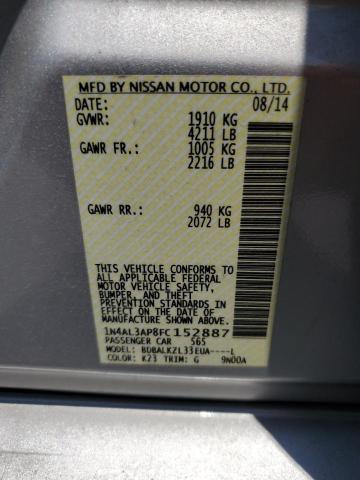 MFD BY NISSAN MOTOR CO., LTD.
DATE: 08/14
GVWR: 1910 KG
4211 LB
GAWR FR.: 1005 KG
2216 LB
GAWR RR.: 940 KG
2072 LB
THIS VEHICLE CONFORMS TO
ALL APPLICABLE FEDERAL
MOTOR VEHICLE SAFETY,
BUMPER, AND THEFT
PREVENTION STANDARDS IN
EFFECT ON THE DATE OF
MANUFACTURE SHOWN ABOVE.
1N4AL3AP8FC152887
PASSENGER CAR 565
MODEL: BDBALKZL33EUA----L
COLOR: K23 TRIM: G 9N00A